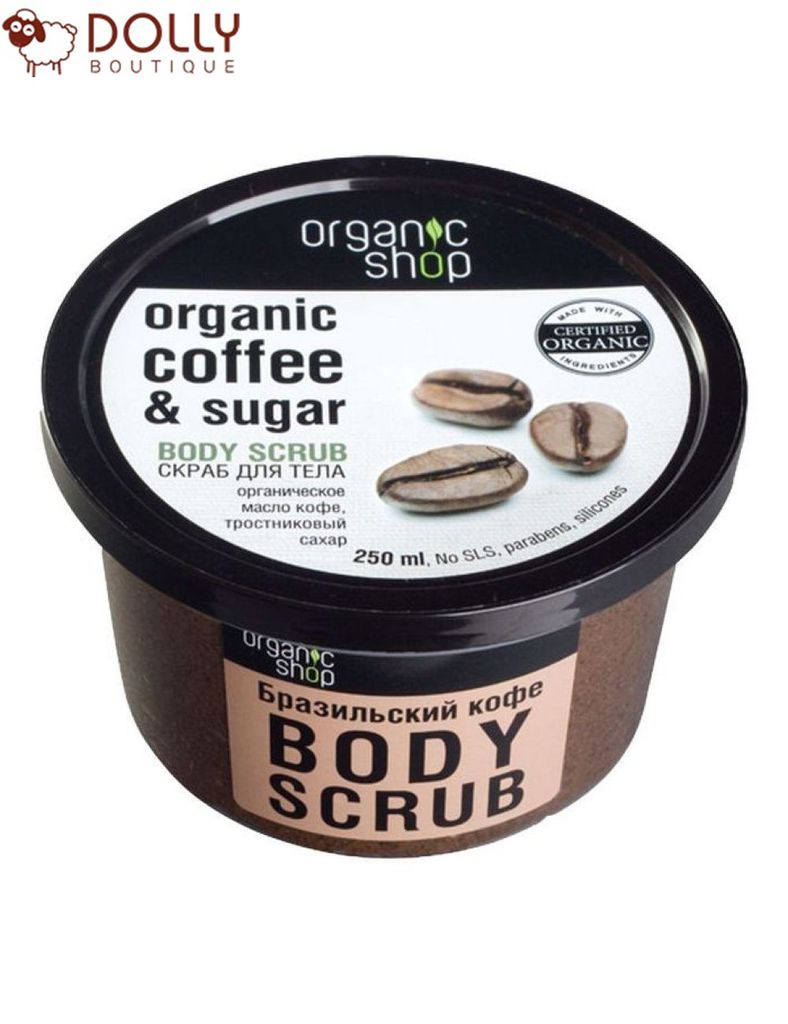 DOLLY
BOUTIQUE
organic
shop
organic
coffee
& sugar
BODY SCRUB
СКРАБ ДЛЯ ТЕЛА
органическое
масло кофе,
тростниковый
сахар
250 ml, No SLS, parabens, silicones
MADE WITH
CERTIFIED
ORGANIC
INGREDIENTS
organic
shop
Бразильский кофе
BODY
SCRUB